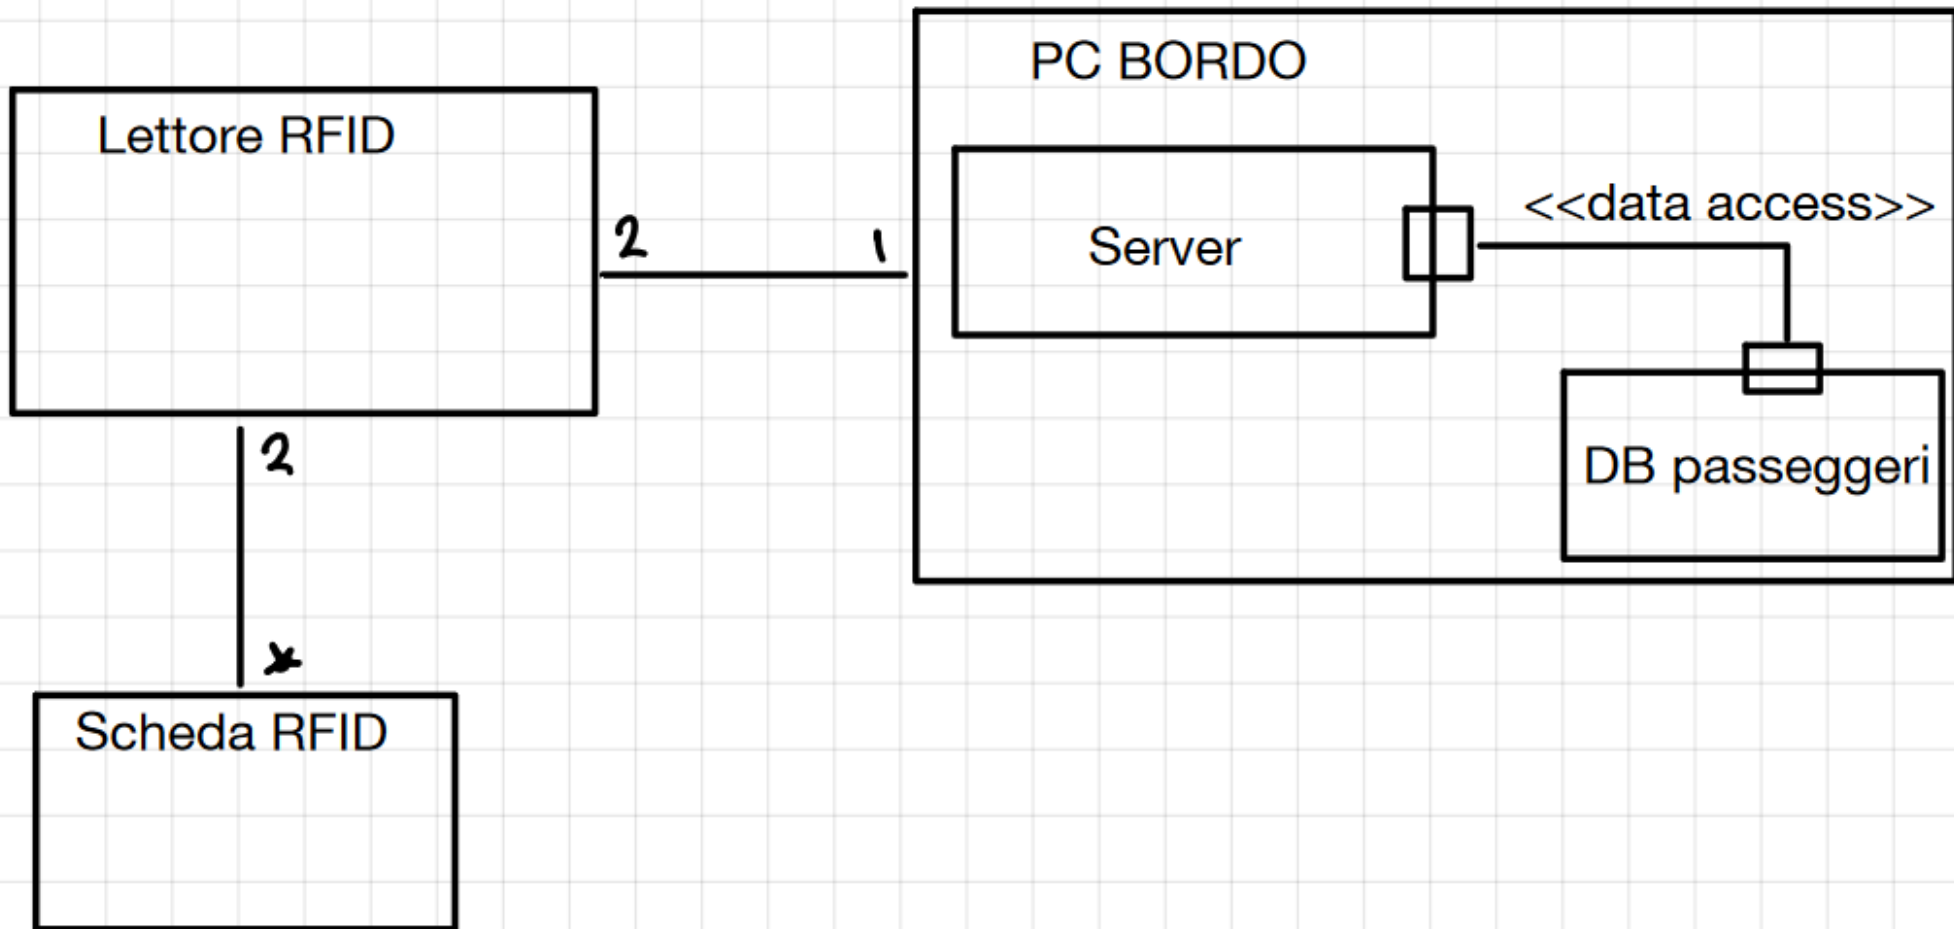 PC BORDO
Lettore RFID
<<data access>>
2
1
Server
2
DB passeggeri
*
Scheda RFID